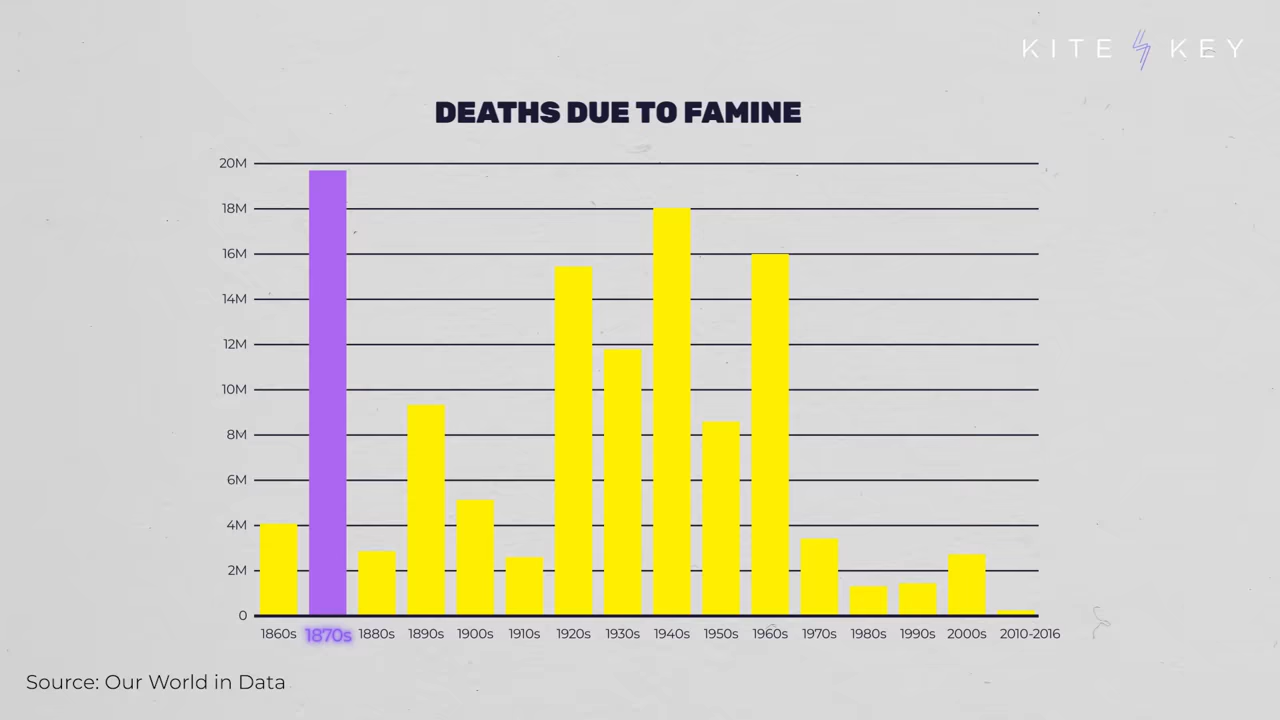 KITE KEY
DEATHS DUE TO FAMINE
20M
18M
16M
14M
12M
10M
8M
6M
4M
2M
0
1860s 1870s 1880s 1890s 1900s 1910s 1920s 1930s 1940s 1950s 1960s 1970s 1980s 1990s 2000s 2010-2016
Source: Our World in Data